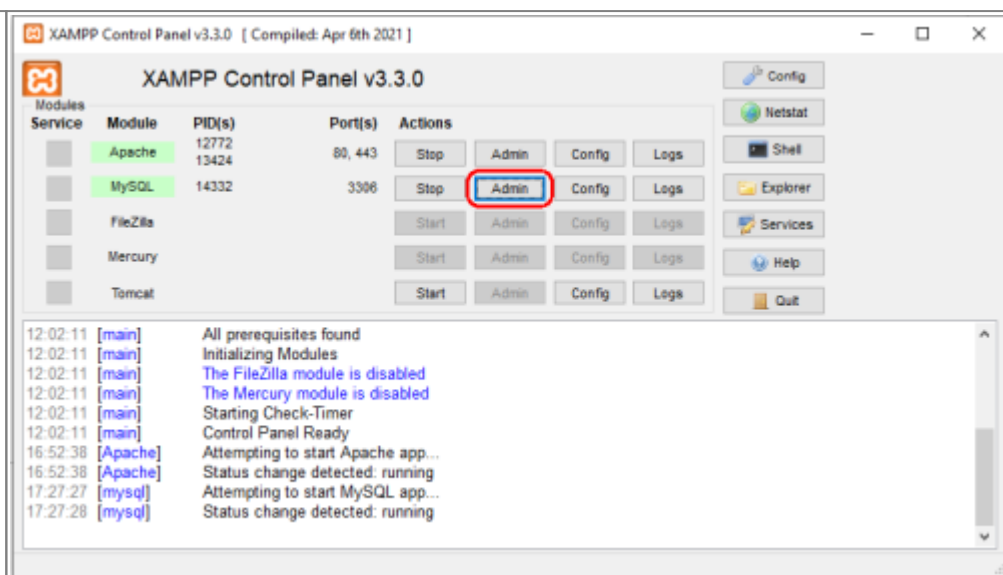 XAMPP Control Panel v3.3.0 [ Compiled: Apr 6th 2021 ]
XAMPP Control Panel v3.3.0
Config
Modules
Service Module PID(s) Port(s) Actions
Netstat
Apache 12772 13424 80, 443 Stop Admin Config Logs
Shell
MySQL 14332 3306 Stop Admin Config Logs
Explorer
FileZilla Start Admin Config Logs
Services
Mercury Start Admin Config Logs
Help
Tomcat Start Admin Config Logs
Quit
12:02:11 [main] All prerequisites found
12:02:11 [main] Initializing Modules
12:02:11 [main] The FileZilla module is disabled
12:02:11 [main] The Mercury module is disabled
12:02:11 [main] Starting Check-Timer
12:02:11 [main] Control Panel Ready
16:52:38 [Apache] Attempting to start Apache app...
16:52:38 [Apache] Status change detected: running
17:27:27 [mysql] Attempting to start MySQL app...
17:27:28 [mysql] Status change detected: running